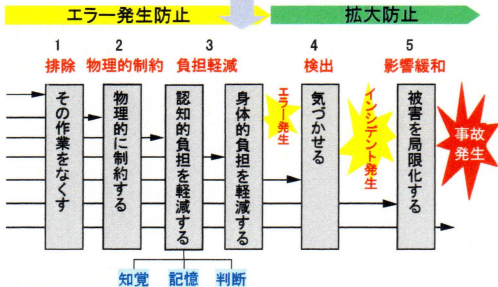 エラー発生防止
拡大防止
1
2
3
4
5
排除
物理的制約
負担軽減
検出
影響緩和
その作業をなくす
物理的に制約する
認知的負担を軽減する
身体的負担を軽減する
エラー発生
気づかせる
インシデント発生
被害を局限化する
事故
発生
知覚
記憶
判断